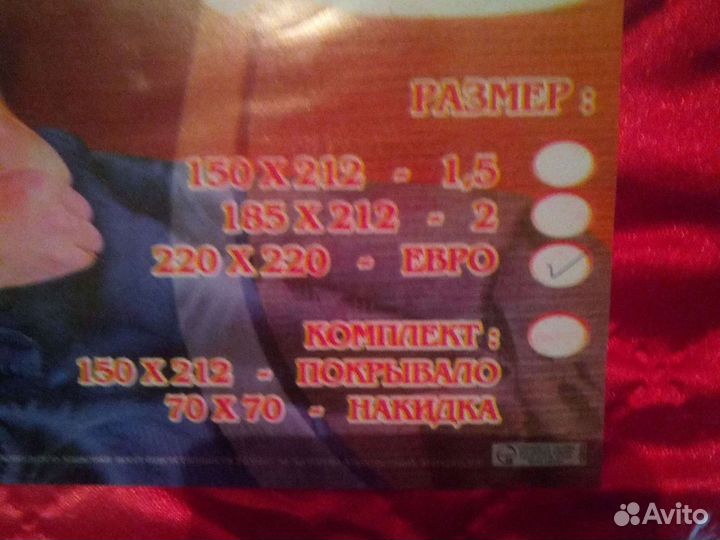 РАЗМЕР :
150 X 212 - 1,5
185 X 212 - 2
220 X 220 - ЕВРО
КОМПЛЕКТ :
150 X 212 - ПОКРЫВАЛО
70 X 70 - НАКИДКА
Avito